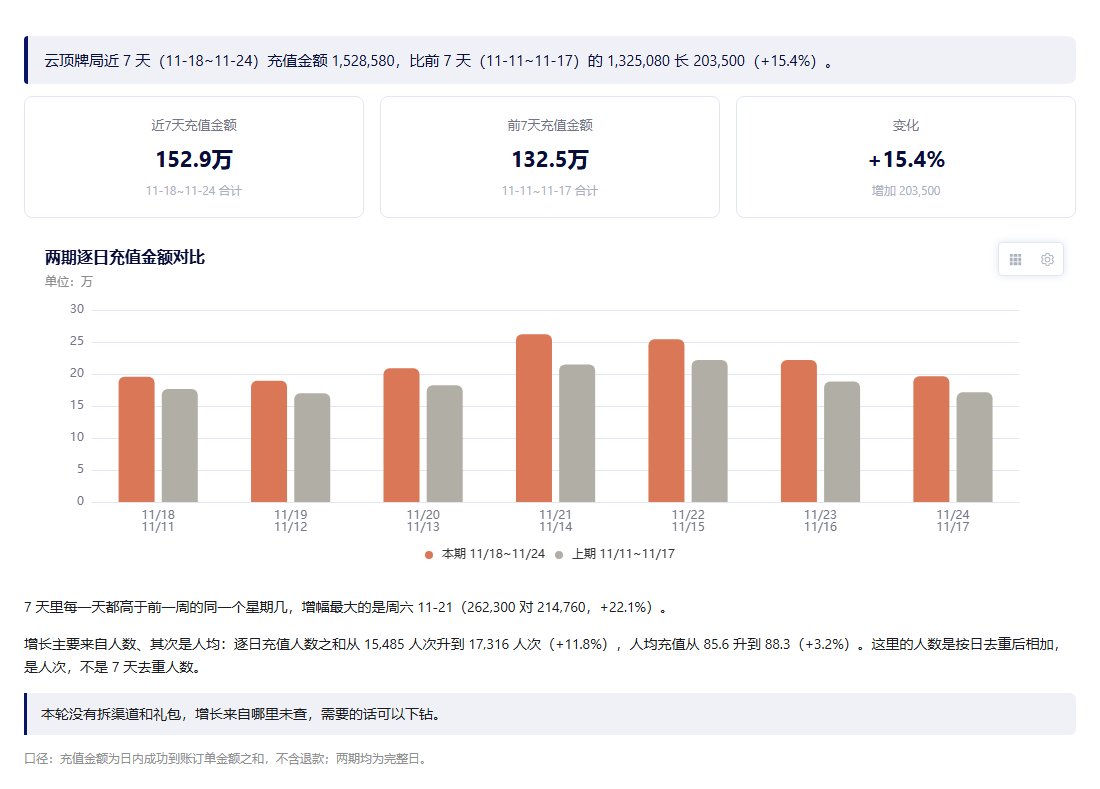 云顶牌局近 7 天（11-18~11-24）充值金额 1,528,580，比前 7 天（11-11~11-17）的 1,325,080 长 203,500（+15.4%）。
近7天充值金额
152.9万
11-18~11-24 合计
前7天充值金额
132.5万
11-11~11-17 合计
变化
+15.4%
增加 203,500
两期逐日充值金额对比
单位：万
30
25
20
15
10
5
0
11/18 11/19 11/20 11/21 11/22 11/23 11/24
11/11 11/12 11/13 11/14 11/15 11/16 11/17
本期 11/18~11/24 上期 11/11~11/17
7 天里每一天都高于前一周的同一个星期几，增幅最大的是周六 11-21（262,300 对 214,760，+22.1%）。
增长主要来自人数、其次是人均：逐日充值人数之和从 15,485 人次升到 17,316 人次（+11.8%），人均充值从 85.6 升到 88.3（+3.2%）。这里的人数是按日去重后相加，
是人次，不是 7 天去重人数。
本轮没有拆渠道和礼包，增长来自哪里未查，需要的话可以下钻。
口径：充值金额为日内成功到账订单金额之和，不含退款；两期均为完整日。